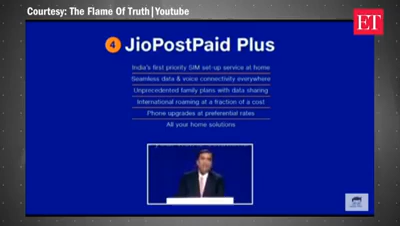 Courtesy: The Flame Of Truth|Youtube
ET
4 JioPostPaid Plus
India's first priority SIM set-up service at home
Seamless data & voice connectivity everywhere
Unprecedented family plans with data sharing
International roaming at a fraction of a cost
Phone upgrades at preferential rates
All your home solutions